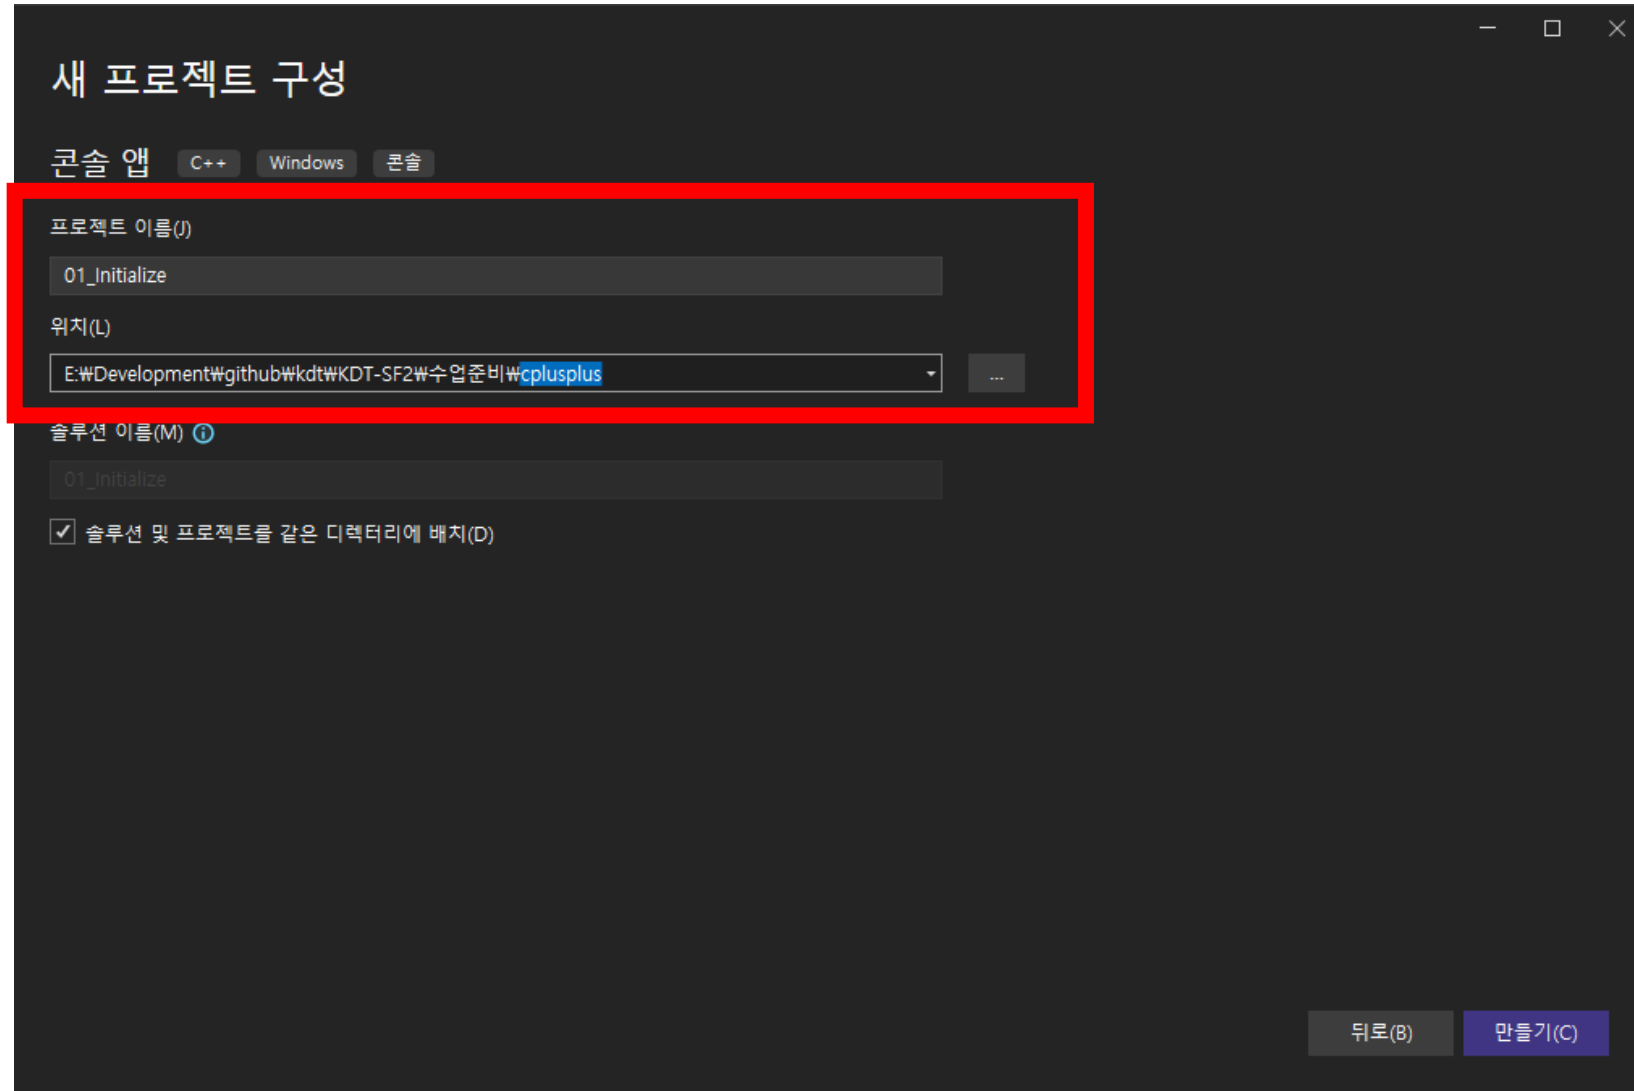 새 프로젝트 구성
콘솔 앱 C++ Windows 콘솔
프로젝트 이름(J)
01_Initialize
위치(L)
E:₩Development₩github₩kdt₩KDT-SF2₩수업준비₩cplusplus
...
솔루션 이름(M)
01_Initialize
솔루션 및 프로젝트를 같은 디렉터리에 배치(D)
뒤로(B) 만들기(C)